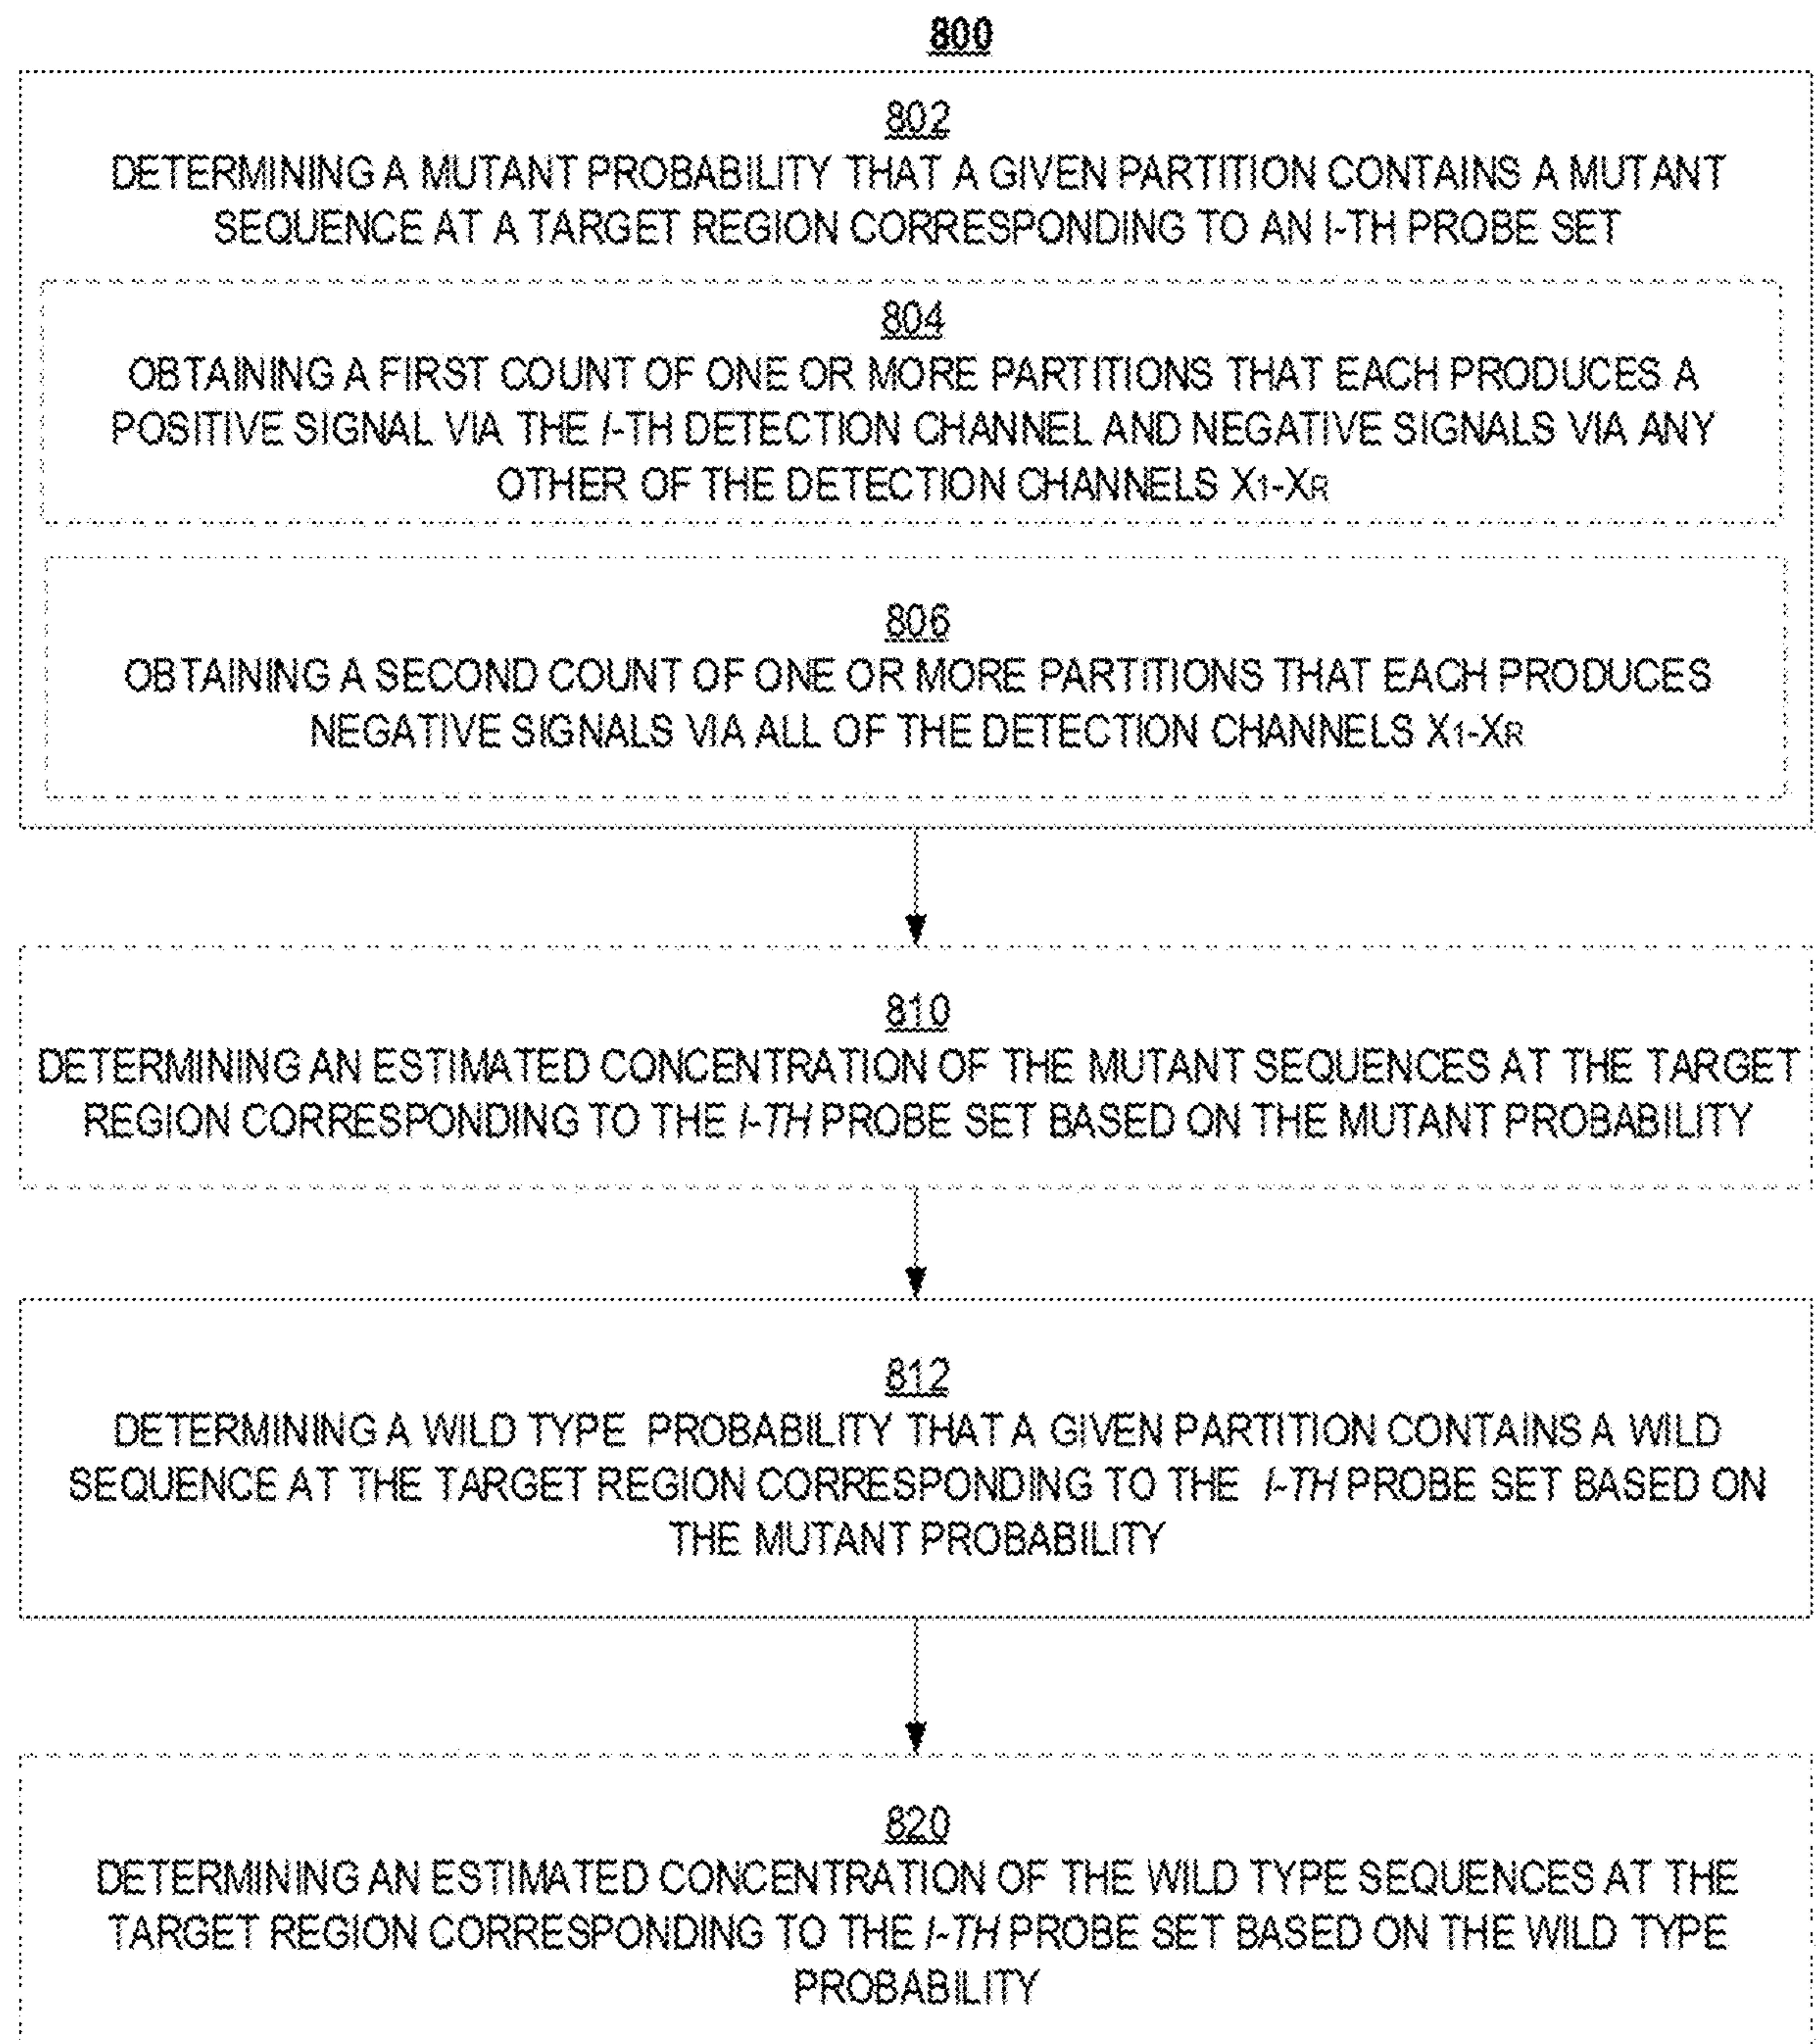 800
802
DETERMINING A MUTANT PROBABILITY THAT A GIVEN PARTITION CONTAINS A MUTANT
SEQUENCE AT A TARGET REGION CORRESPONDING TO AN I-TH PROBE SET
804
OBTAINING A FIRST COUNT OF ONE OR MORE PARTITIONS THAT EACH PRODUCES A
POSITIVE SIGNAL VIA THE I-TH DETECTION CHANNEL AND NEGATIVE SIGNALS VIA ANY
OTHER OF THE DETECTION CHANNELS X1-XR
806
OBTAINING A SECOND COUNT OF ONE OR MORE PARTITIONS THAT EACH PRODUCES
NEGATIVE SIGNALS VIA ALL OF THE DETECTION CHANNELS X1-XR
810
DETERMINING AN ESTIMATED CONCENTRATION OF THE MUTANT SEQUENCES AT THE TARGET
REGION CORRESPONDING TO THE I-TH PROBE SET BASED ON THE MUTANT PROBABILITY
812
DETERMINING A WILD TYPE PROBABILITY THAT A GIVEN PARTITION CONTAINS A WILD
SEQUENCE AT THE TARGET REGION CORRESPONDING TO THE I-TH PROBE SET BASED ON
THE MUTANT PROBABILITY
820
DETERMINING AN ESTIMATED CONCENTRATION OF THE WILD TYPE SEQUENCES AT THE
TARGET REGION CORRESPONDING TO THE I-TH PROBE SET BASED ON THE WILD TYPE
PROBABILITY